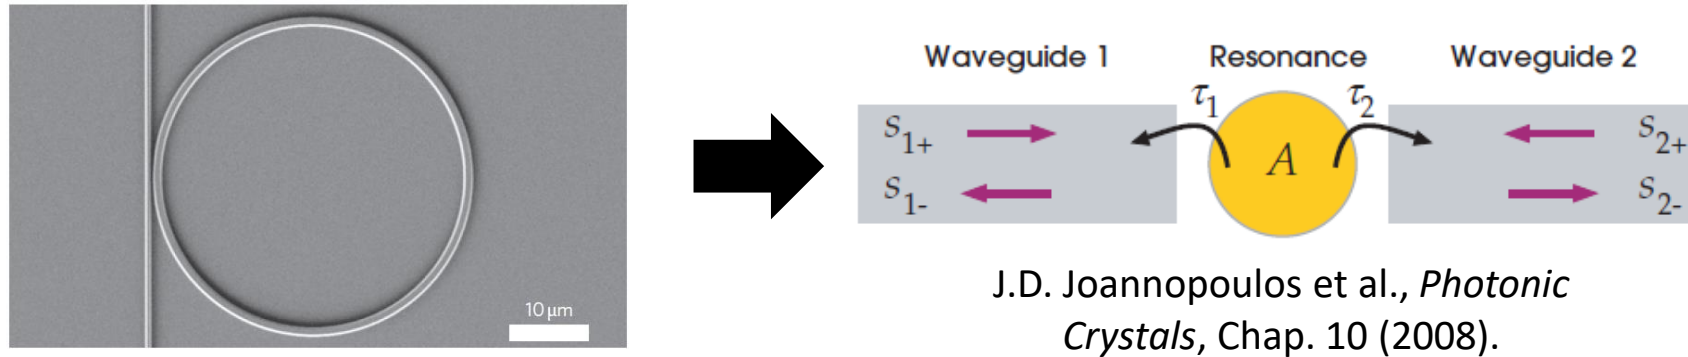 10 μm
Waveguide 1 Resonance Waveguide 2
τ1 τ2
S1+ S2+
A
S1- S2-
J.D. Joannopoulos et al., Photonic
Crystals, Chap. 10 (2008).